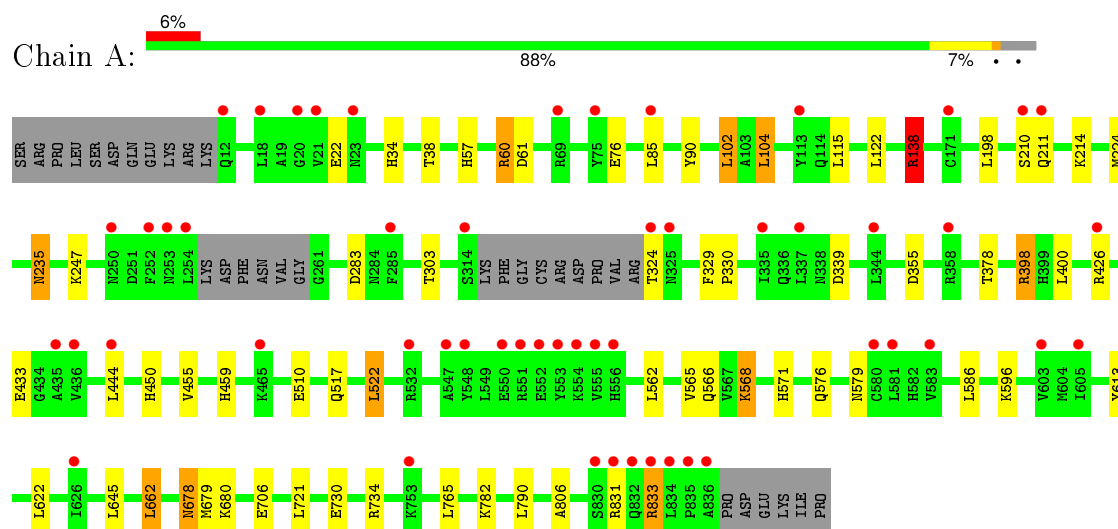 6%
Chain A:
88% 7% • •
SER ARG PRO LEU SER ASP GLN GLU LYS ARG LYS Q12 L18 A19 G20 V21 E22 N23 H34 T38 H57 R60 D61 R69 Y75 E76 L85 Y90 L102 A103 L104 Y113 Q114 L115 L122 R138 G171 L198 S210 Q211 K214 M224
N235 K247 N250 D251 F252 N253 L254 LYS ASP PHE ASN VAL GLY G261 D283 N284 F285 T303 S314 LYS PHE GLY CYS ARG ASP PRO VAL ARG T324 N325 F329 P330 I335 Q336 L337 N338 D339 L344 D355 R358 T378 R398 H399 L400 R426
E433 G434 A435 V436 L444 H450 V455 H459 K465 E510 Q517 L522 R532 A547 Y548 L549 E550 R551 E552 Y553 K554 V555 H556 L562 V565 Q566 V567 K568 H571 Q576 N579 C580 L581 H582 V583 L586 K596 V603 M604 I605 Y613
L622 I626 L645 L662 N678 M679 K680 E706 L721 E730 R734 K753 L765 K782 L790 A806 S830 R831 Q832 R833 L834 P835 A836 PRO ASP GLU LYS ILE PRO